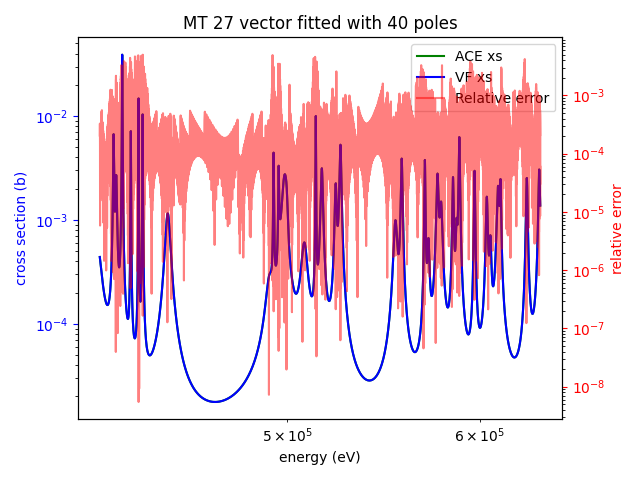 MT 27 vector fitted with 40 poles
ACE xs
VF xs
Relative error
cross section (b)
10⁻²
10⁻³
10⁻⁴
relative error
10⁻³
10⁻⁴
10⁻⁵
10⁻⁶
10⁻⁷
10⁻⁸
5 × 10⁵
6 × 10⁵
energy (eV)